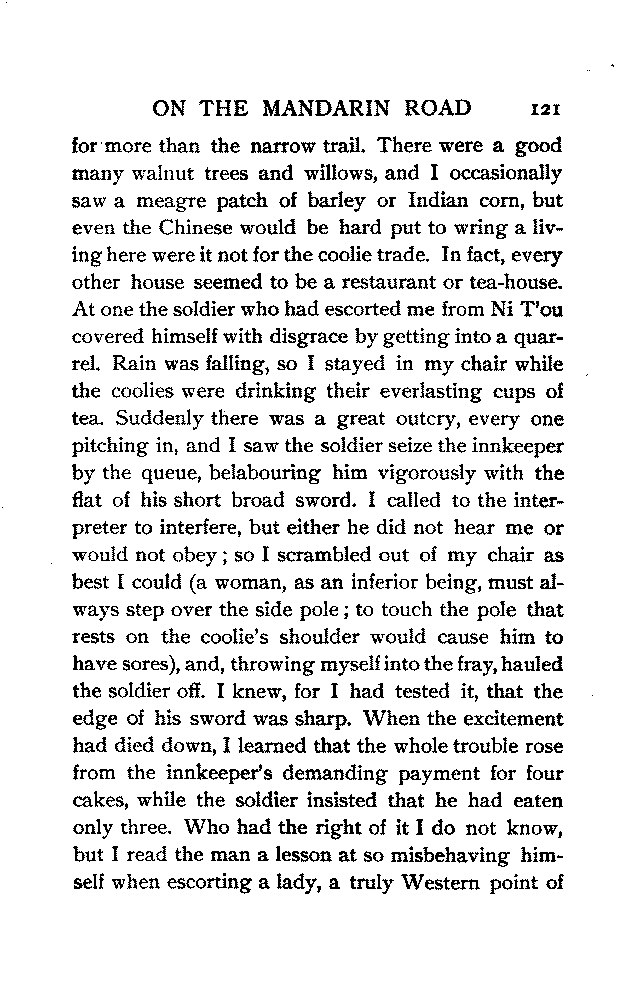 ON THE MANDARIN ROAD 121
for more than the narrow trail. There were a good
many walnut trees and willows, and I occasionally
saw a meagre patch of barley or Indian corn, but
even the Chinese would be hard put to wring a liv-
ing here were it not for the coolie trade. In fact, every
other house seemed to be a restaurant or tea-house.
At one the soldier who had escorted me from Ni T'ou
covered himself with disgrace by getting into a quar-
rel. Rain was falling, so I stayed in my chair while
the coolies were drinking their everlasting cups of
tea. Suddenly there was a great outcry, every one
pitching in, and I saw the soldier seize the innkeeper
by the queue, belabouring him vigorously with the
flat of his short broad sword. I called to the inter-
preter to interfere, but either he did not hear me or
would not obey; so I scrambled out of my chair as
best I could (a woman, as an inferior being, must al-
ways step over the side pole; to touch the pole that
rests on the coolie's shoulder would cause him to
have sores), and, throwing myself into the fray, hauled
the soldier off. I knew, for I had tested it, that the
edge of his sword was sharp. When the excitement
had died down, I learned that the whole trouble rose
from the innkeeper's demanding payment for four
cakes, while the soldier insisted that he had eaten
only three. Who had the right of it I do not know,
but I read the man a lesson at so misbehaving him-
self when escorting a lady, a truly Western point of